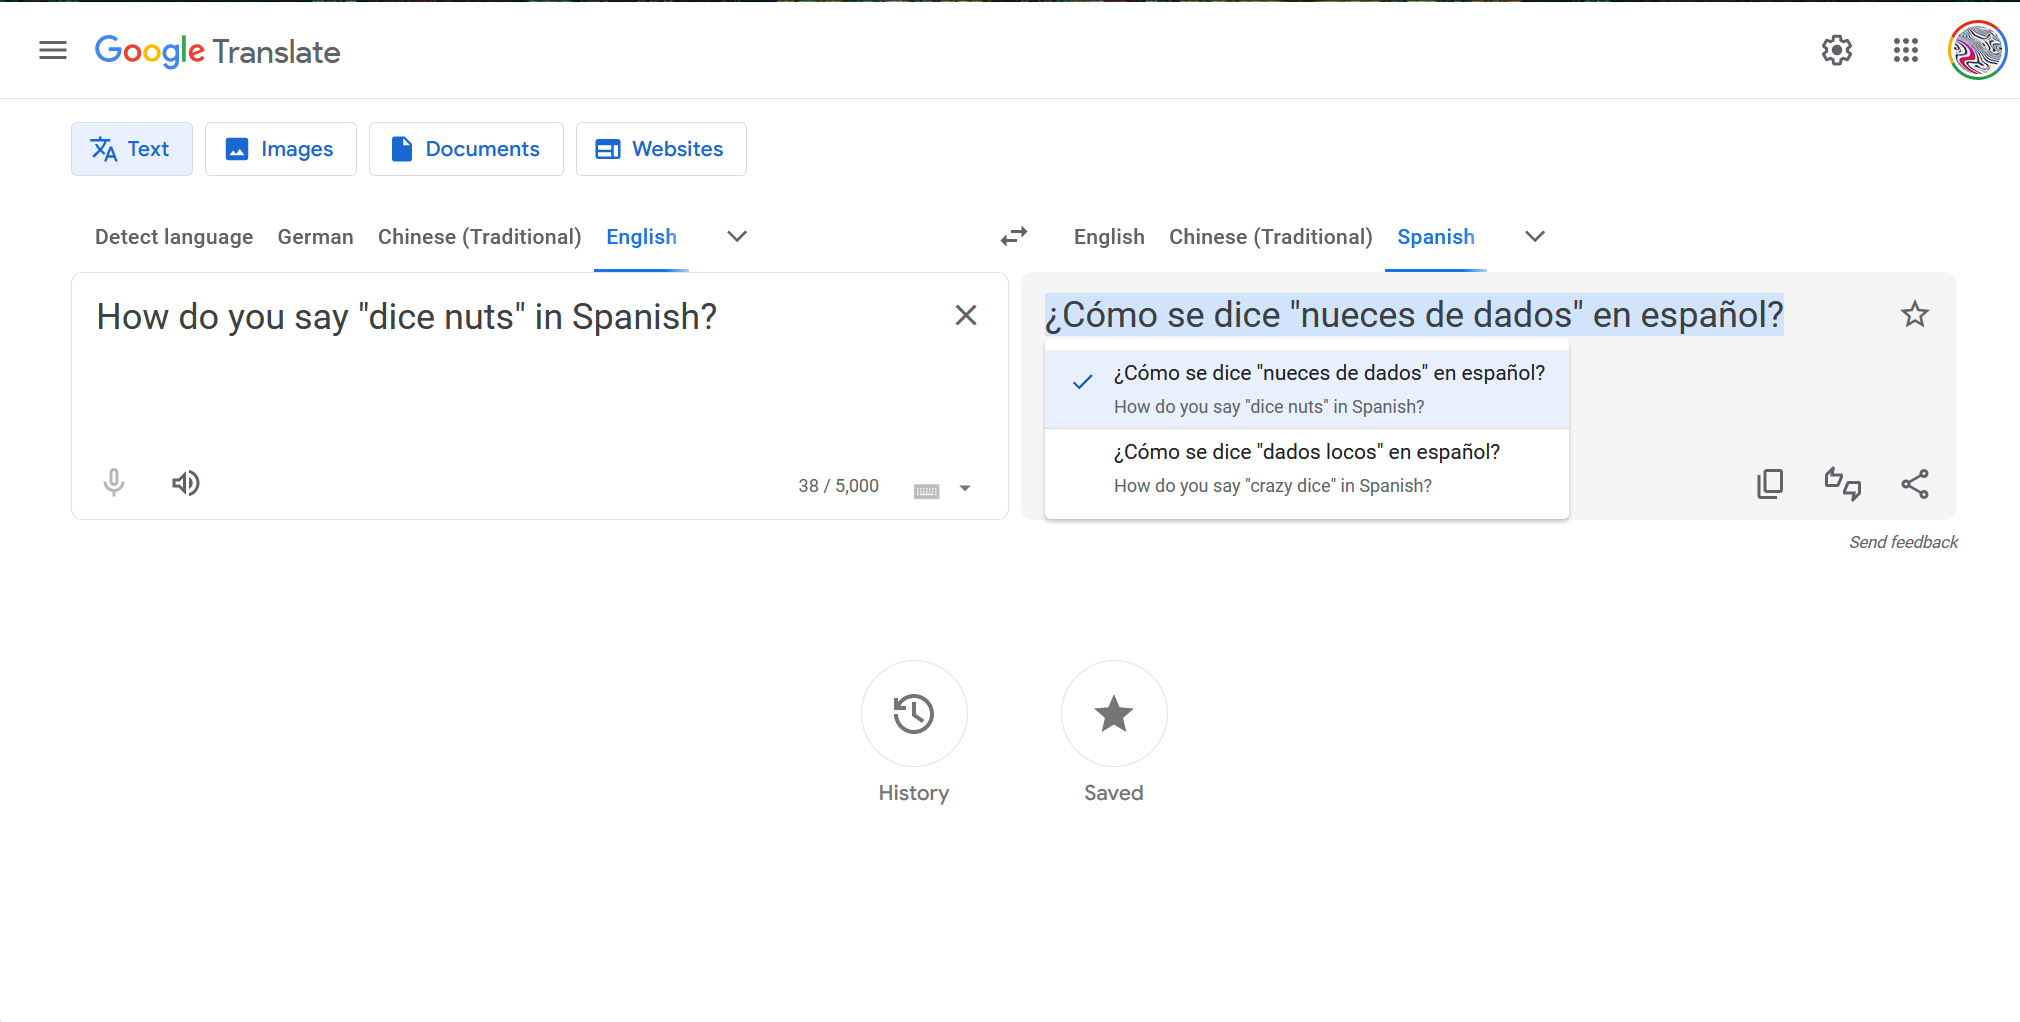 Google Translate
Text Images Documents Websites
Detect language German Chinese (Traditional) English
English Chinese (Traditional) Spanish
How do you say "dice nuts" in Spanish?
38 / 5,000
¿Cómo se dice "nueces de dados" en español?
¿Cómo se dice "nueces de dados" en español?
How do you say "dice nuts" in Spanish?
¿Cómo se dice "dados locos" en español?
How do you say "crazy dice" in Spanish?
Send feedback
History Saved